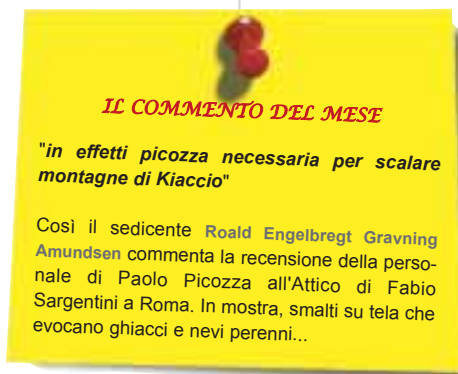 IL COMMENTO DEL MESE
"in effetti picozza necessaria per scalare
montagne di Kiaccio"
Così il sedicente Roald Engelbregt Gravning
Amundsen commenta la recensione della perso-
nale di Paolo Picozza all'Attico di Fabio
Sargentini a Roma. In mostra, smalti su tela che
evocano ghiacci e nevi perenni...